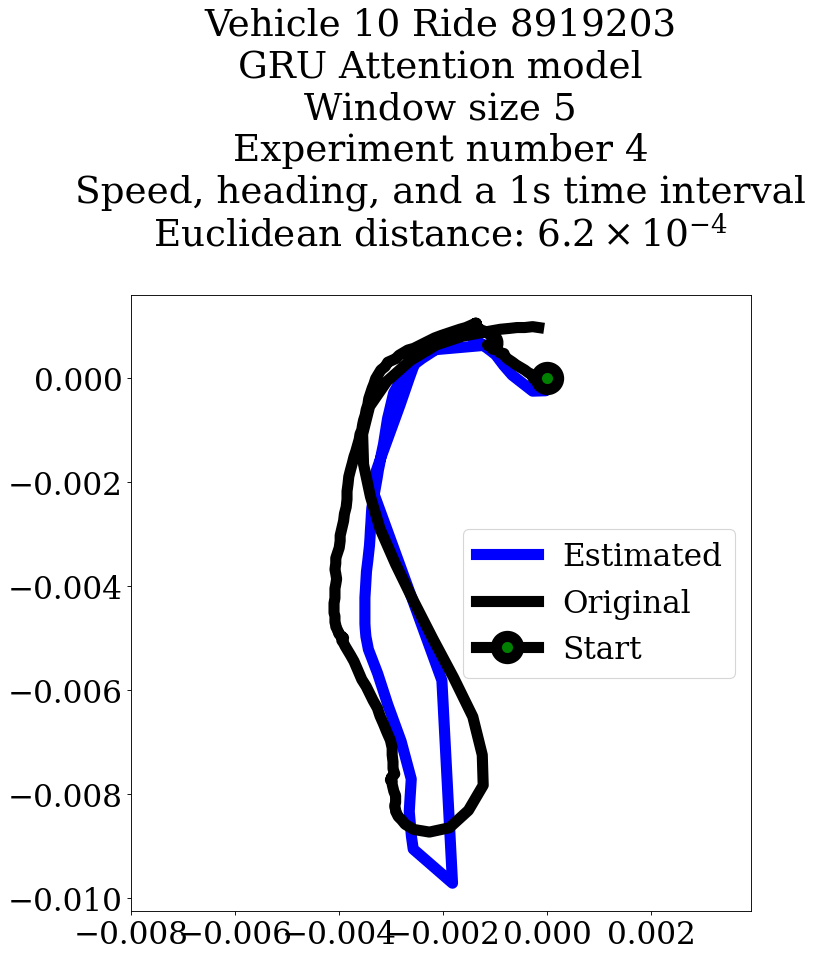 Vehicle 10 Ride 8919203
GRU Attention model
Window size 5
Experiment number 4
Speed, heading, and a 1s time interval
Euclidean distance: 6.2 × 10⁻⁴
0.000
−0.002
−0.004
−0.006
−0.008
−0.010
Estimated
Original
Start
−0.008 −0.006 −0.004 −0.002 0.000 0.002